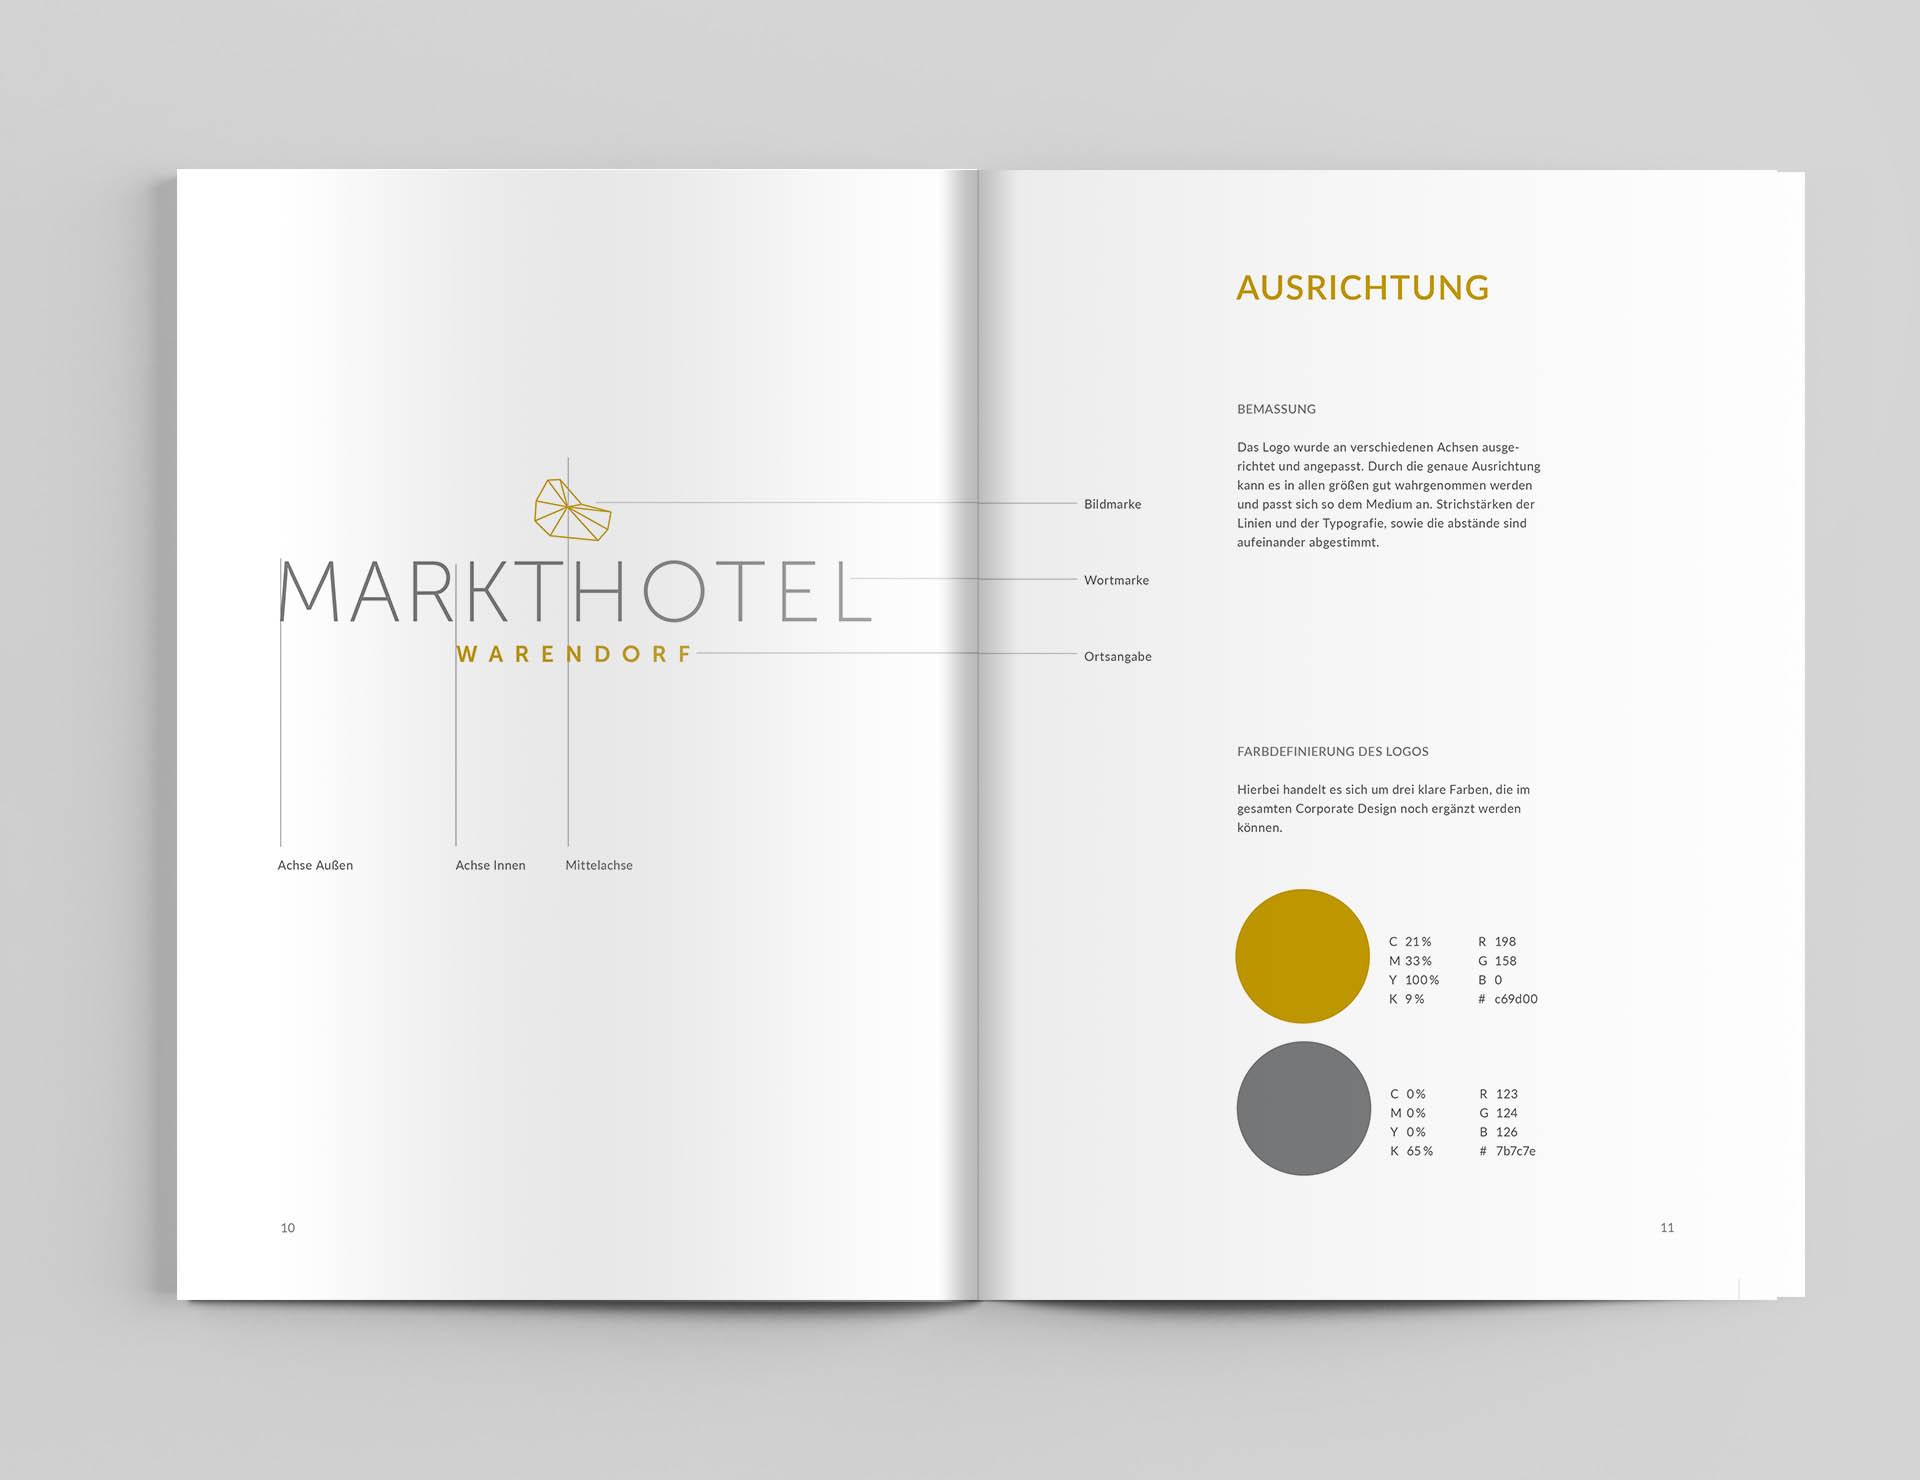 MARKTHOTEL
WARENDORF
Bildmarke
Wortmarke
Ortsangabe
Achse Außen
Achse Innen
Mittelachse
10
AUSRICHTUNG
BEMASSUNG
Das Logo wurde an verschiedenen Achsen ausge-
richtet und angepasst. Durch die genaue Ausrichtung
kann es in allen größen gut wahrgenommen werden
und passt sich so dem Medium an. Strichstärken der
Linien und der Typografie, sowie die abstände sind
aufeinander abgestimmt.
FARBDEFINIERUNG DES LOGOS
Hierbei handelt es sich um drei klare Farben, die im
gesamten Corporate Design noch ergänzt werden
können.
C 21% R 198
M 33% G 158
Y 100% B 0
K 9% # c69d00
C 0% R 123
M 0% G 124
Y 0% B 126
K 65% # 7b7c7e
11